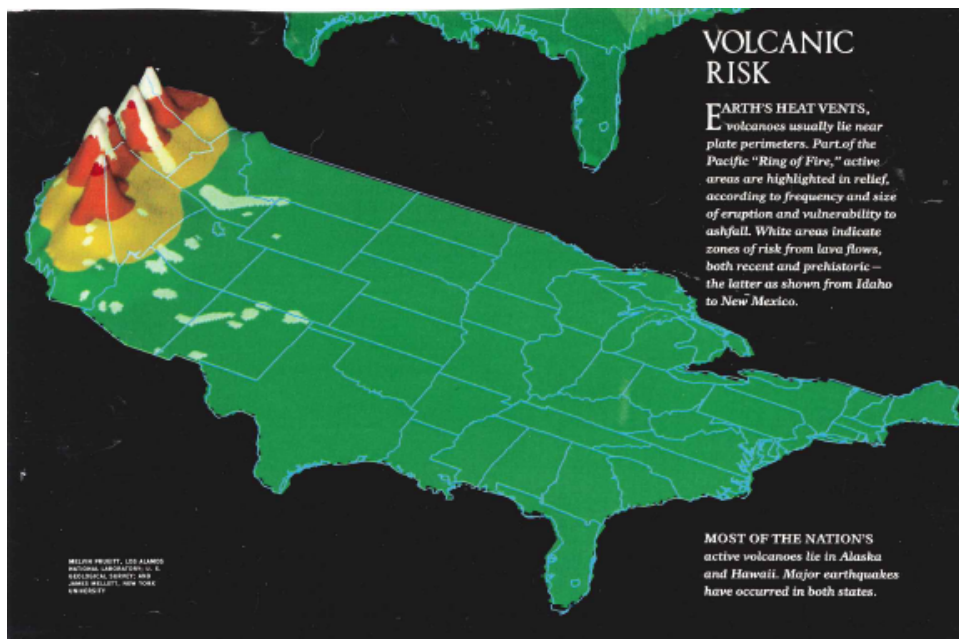 VOLCANIC
RISK
EARTH'S HEAT VENTS,
volcanoes usually lie near
plate perimeters. Part of the
Pacific "Ring of Fire," active
areas are highlighted in relief,
according to frequency and size
of eruption and vulnerability to
ashfall. White areas indicate
zones of risk from lava flows,
both recent and prehistoric—
the latter as shown from Idaho
to New Mexico.
MOST OF THE NATION'S
active volcanoes lie in Alaska
and Hawaii. Major earthquakes
have occurred in both states.
MELVIN PRUEITT, LOS ALAMOS
NATIONAL LABORATORY; U. S.
GEOLOGICAL SURVEY; AND
JAMES MELLETT, NEW YORK
UNIVERSITY